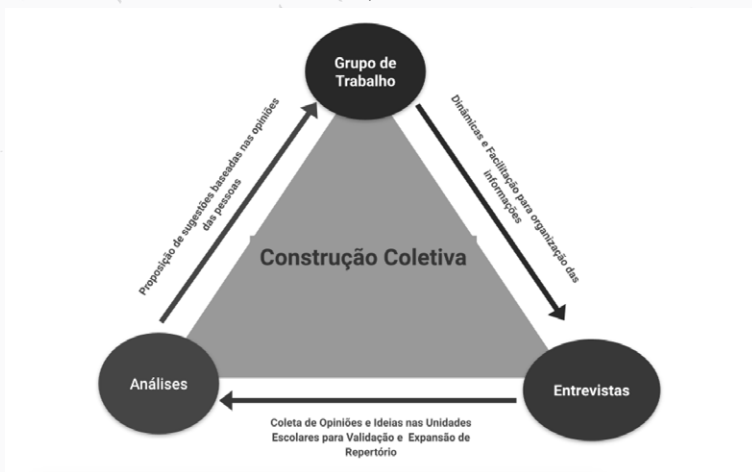 Grupo de
Trabalho
Proposição de sugestões baseadas nas opiniões
das pessoas
Dinâmicas e Facilitação para organização das
informações
Construção Coletiva
Análises
Entrevistas
Coleta de Opiniões e Ideias nas Unidades
Escolares para Validação e Expansão de
Repertório